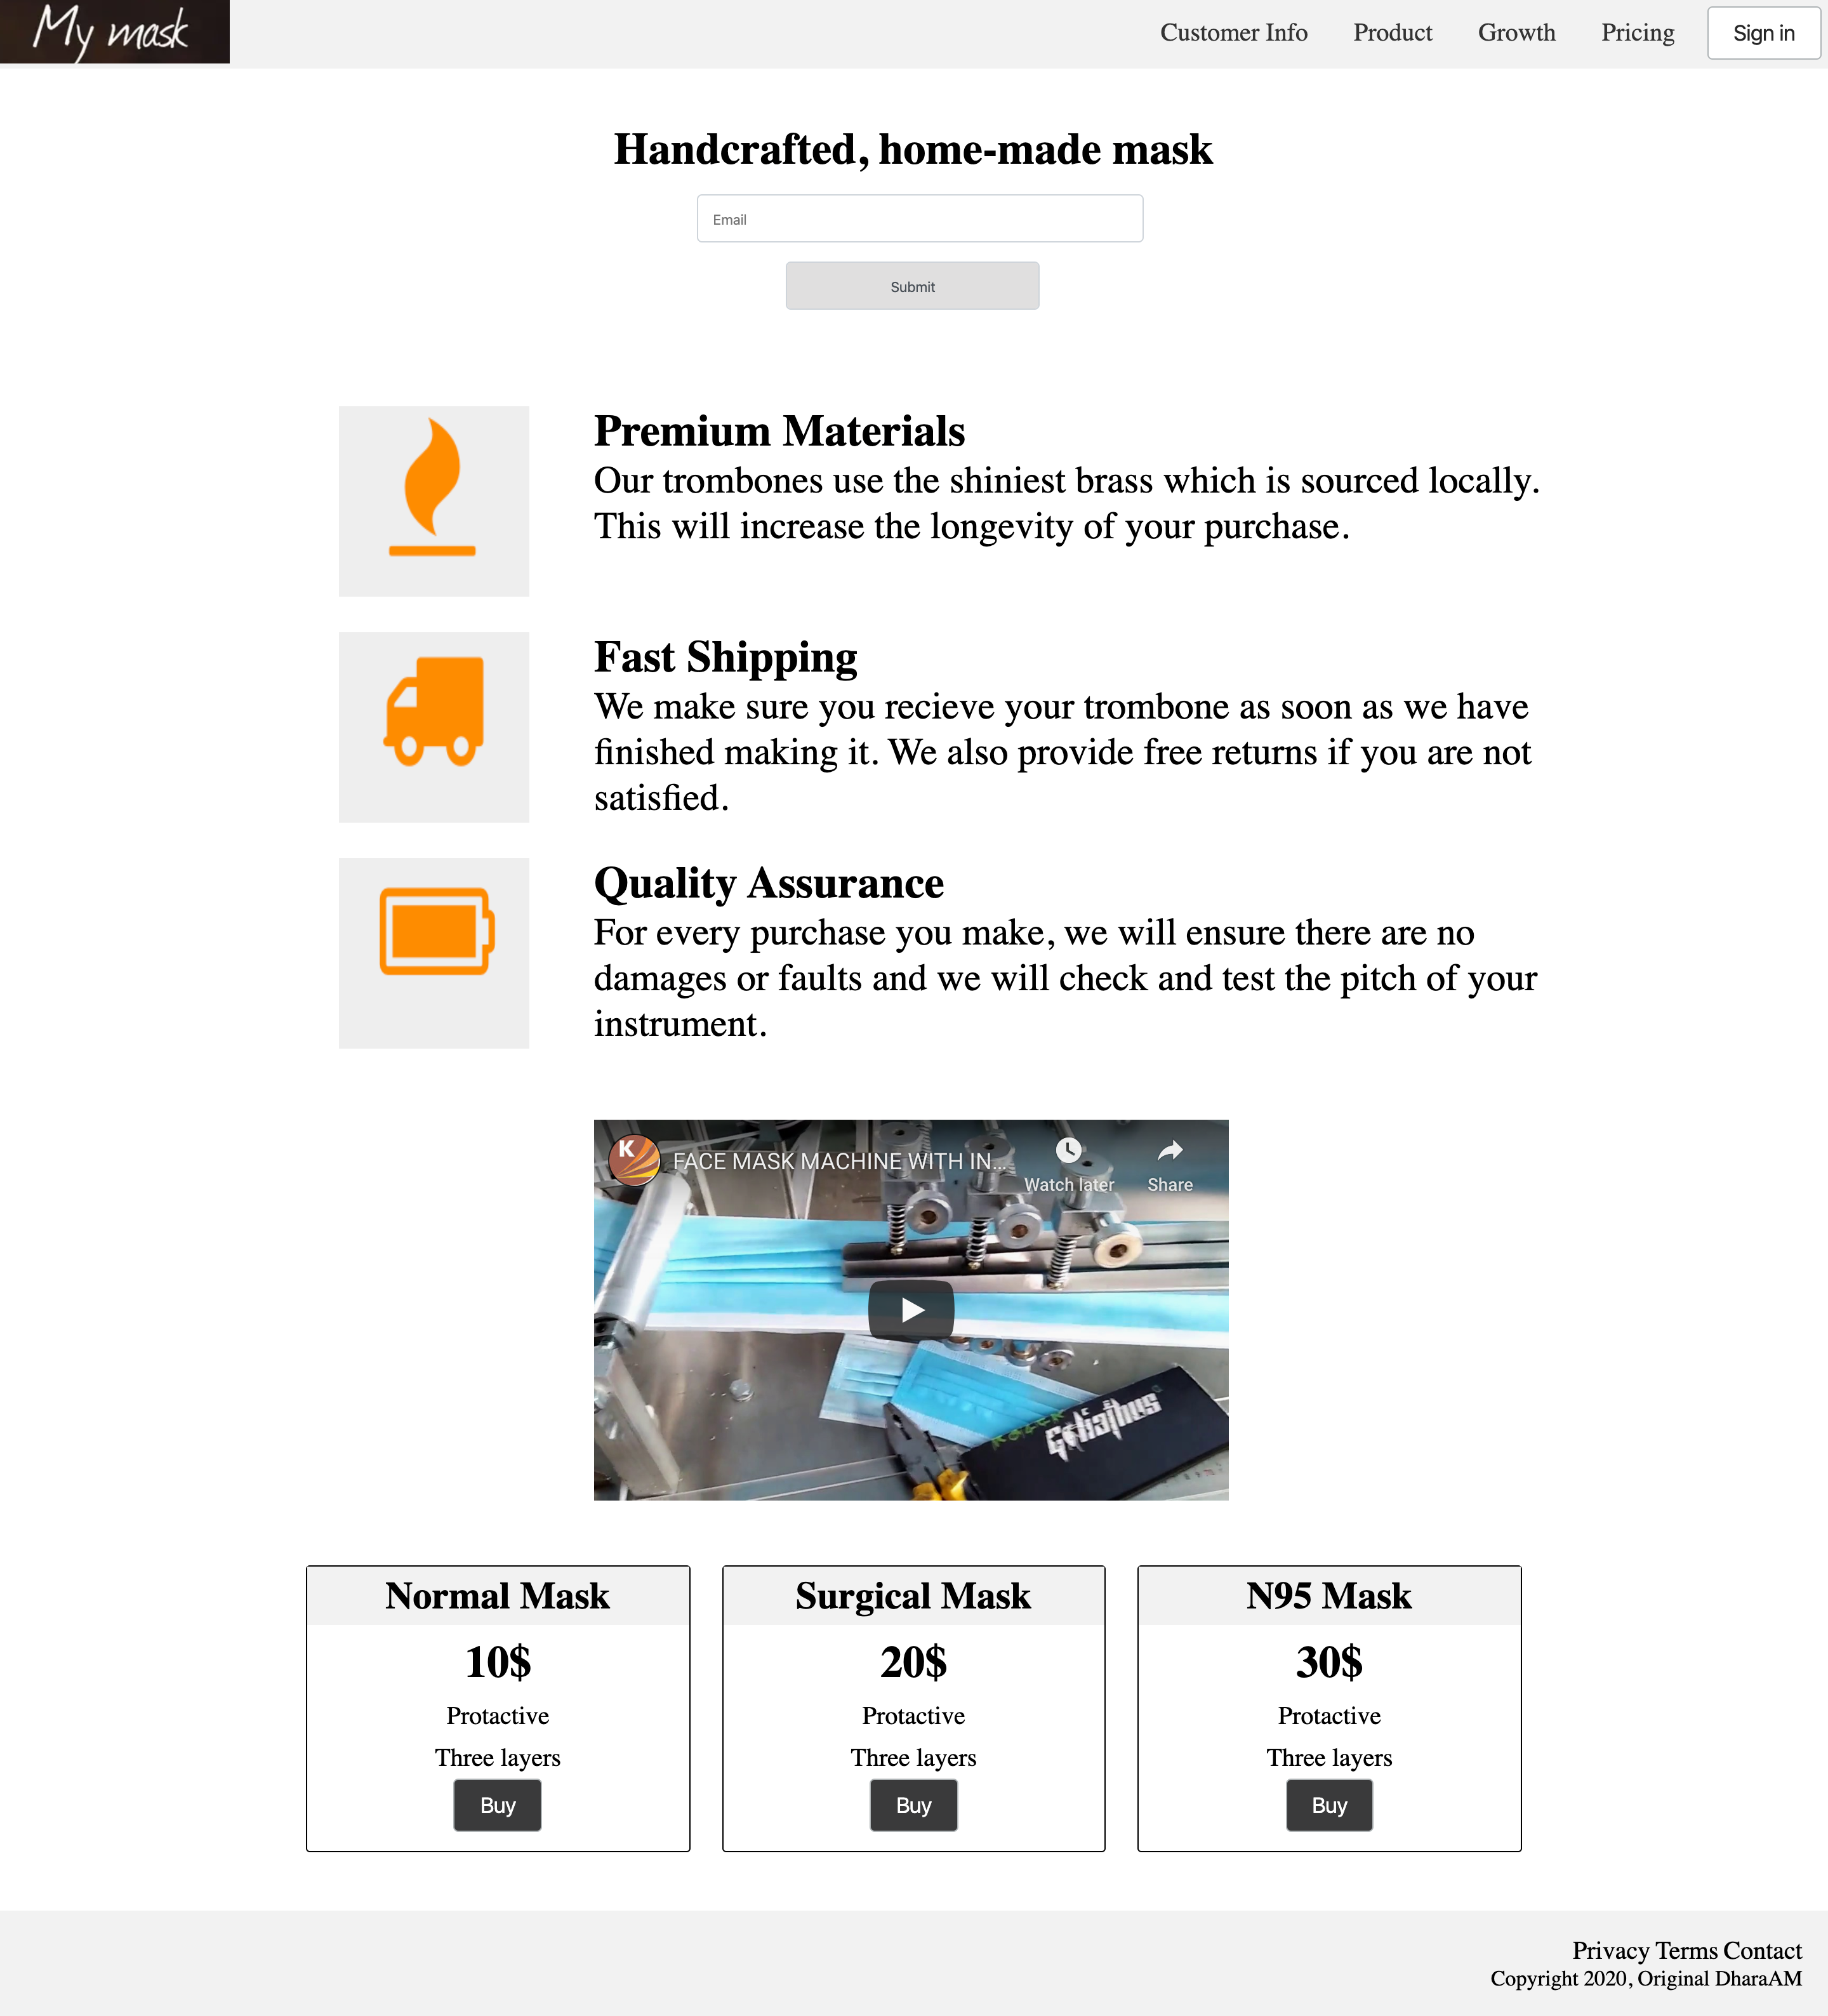 My mask
Customer Info Product Growth Pricing Sign in
Handcrafted, home-made mask
Email
Submit
Premium Materials
Our trombones use the shiniest brass which is sourced locally.
This will increase the longevity of your purchase.
Fast Shipping
We make sure you recieve your trombone as soon as we have
finished making it. We also provide free returns if you are not
satisfied.
Quality Assurance
For every purchase you make, we will ensure there are no
damages or faults and we will check and test the pitch of your
instrument.
K
FACE MASK MACHINE WITH IN...
Watch later Share
Normal Mask
10$
Protactive
Three layers
Buy
Surgical Mask
20$
Protactive
Three layers
Buy
N95 Mask
30$
Protactive
Three layers
Buy
Privacy Terms Contact
Copyright 2020, Original DharaAM